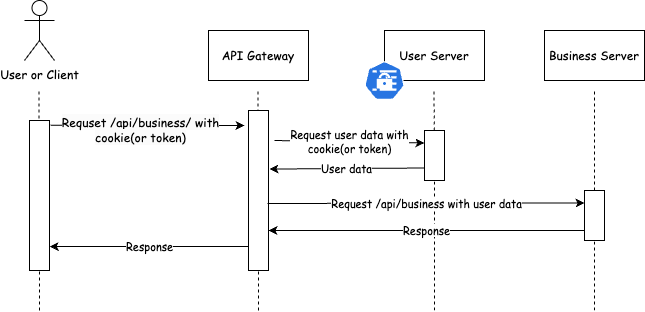 User or Client
API Gateway
User Server
Business Server
Requset /api/business/ with
cookie(or token)
Request user data with
cookie(or token)
User data
Request /api/business with user data
Response
Response